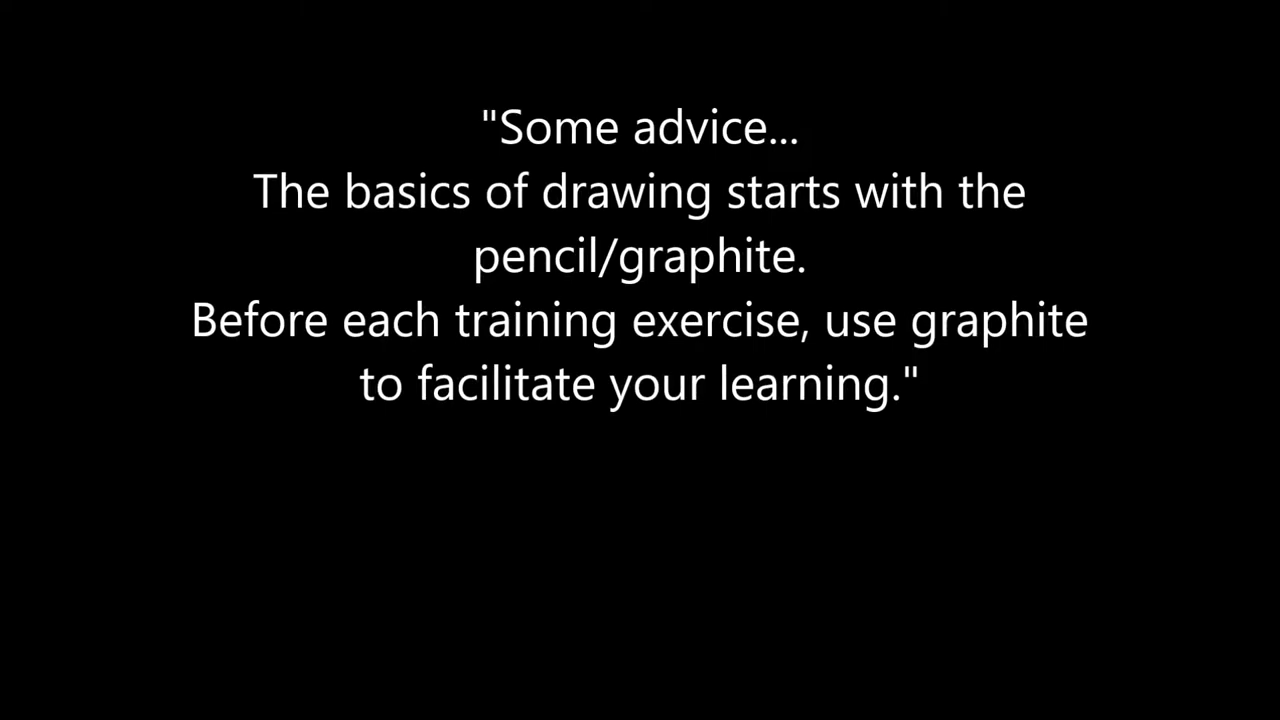 "Some advice...
The basics of drawing starts with the
pencil/graphite.
Before each training exercise, use graphite
to facilitate your learning."